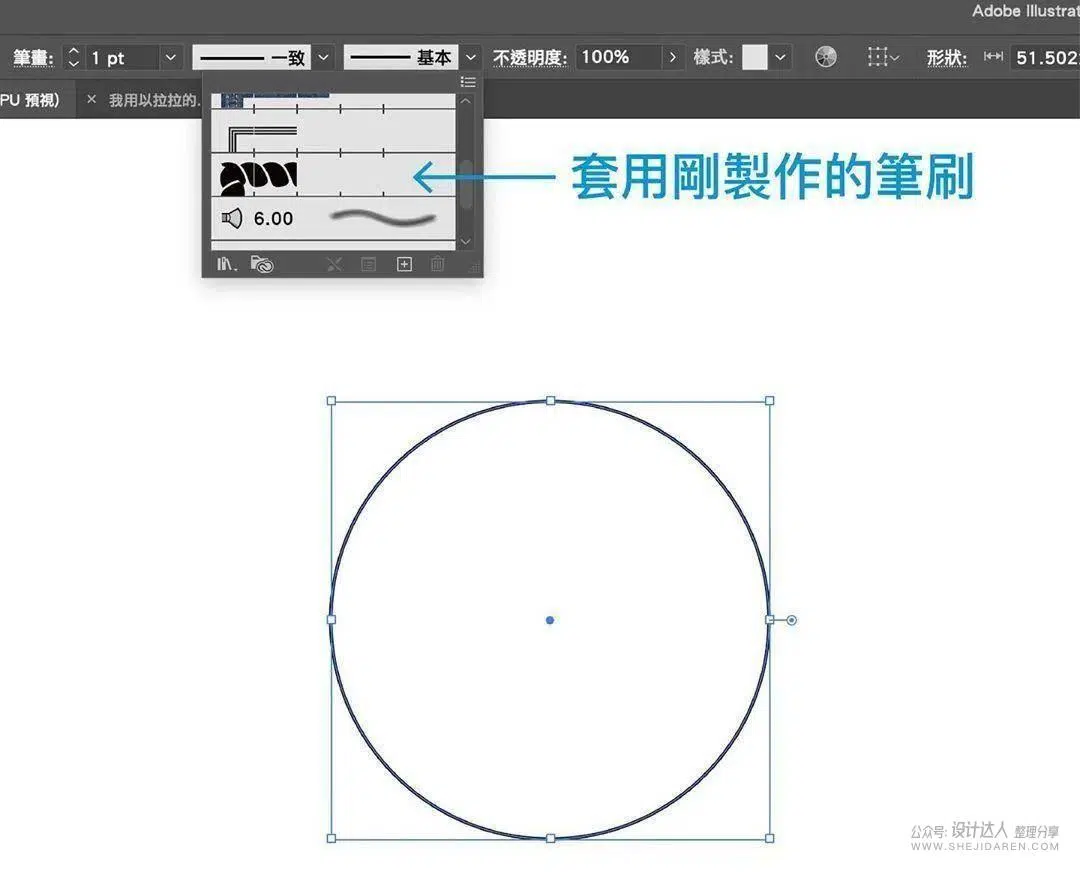 Adobe Illustrat
筆畫: 1 pt 一致 基本 不透明度: 100% 樣式: 形狀: 51.502
PU 預視) × 我用以拉拉的.
套用剛製作的筆刷
6.00
公众号: 设计达人 整理分享
WWW.SHEJIDAREN.COM